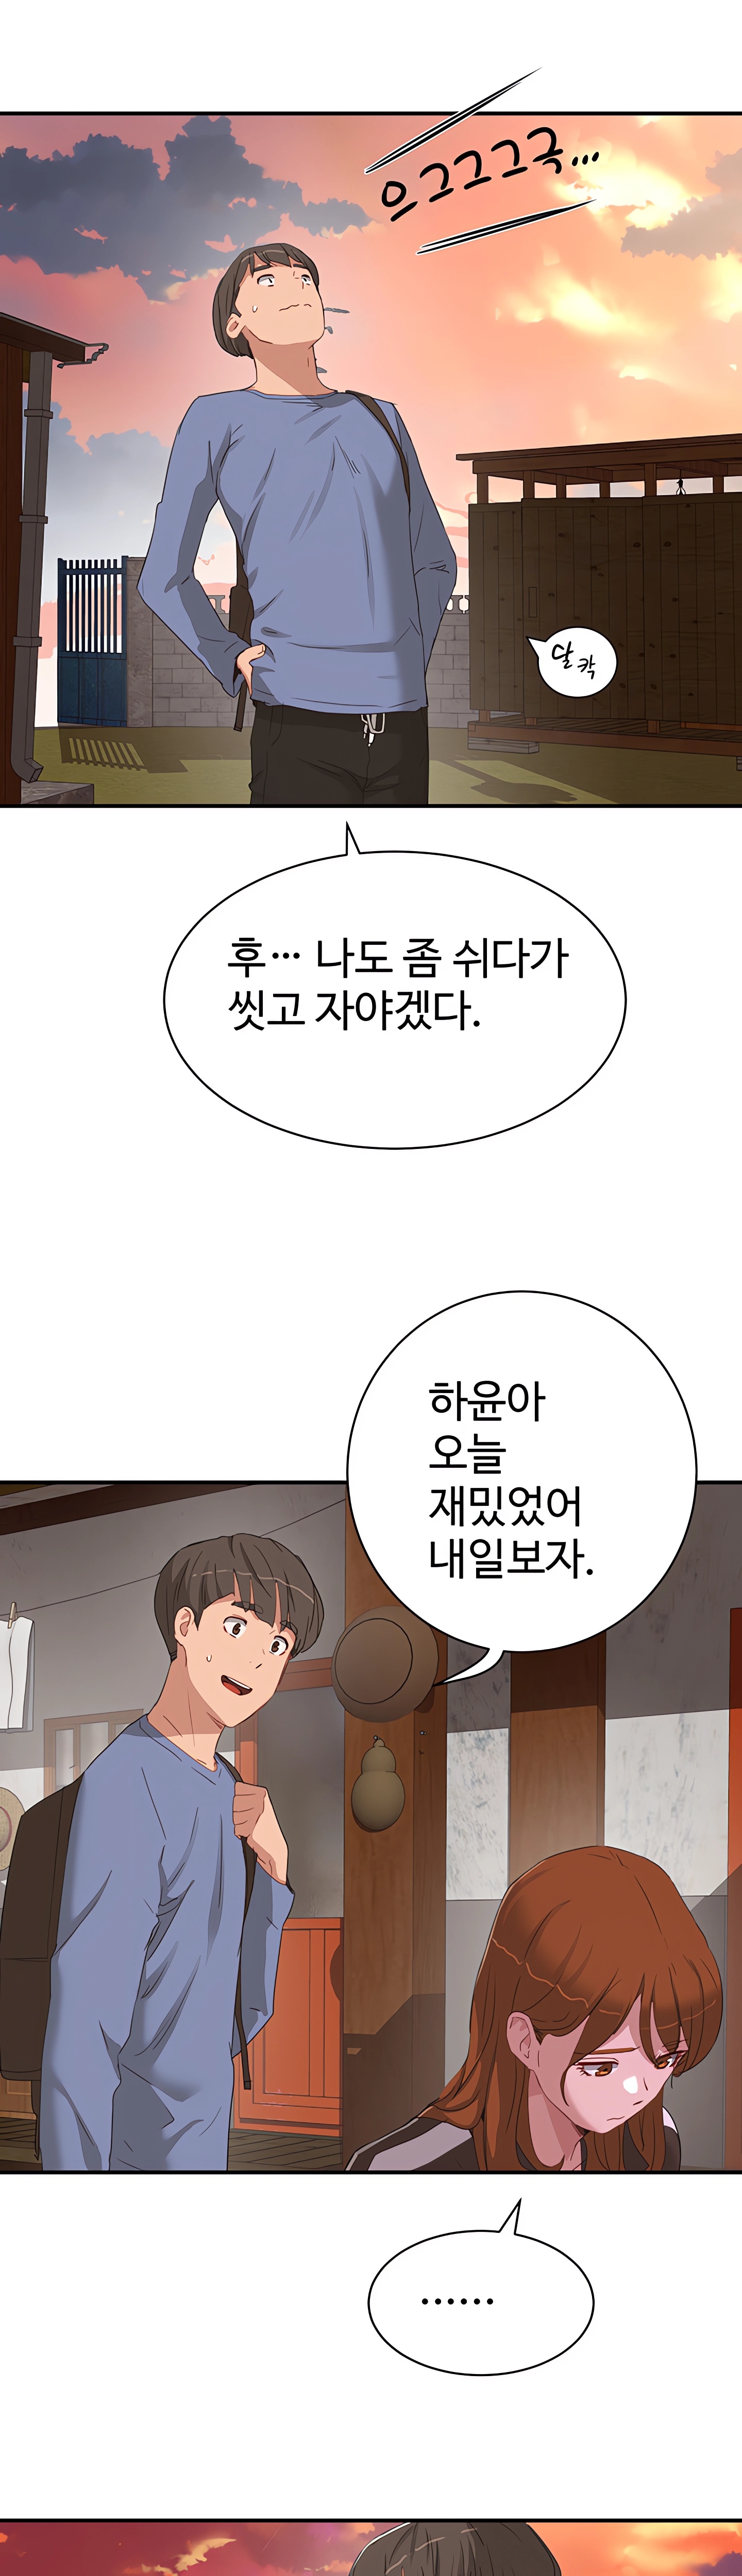 으그그그극...
달칵
후… 나도 좀 쉬다가
씻고 자야겠다.
하윤아
오늘
재밌었어
내일보자.
……